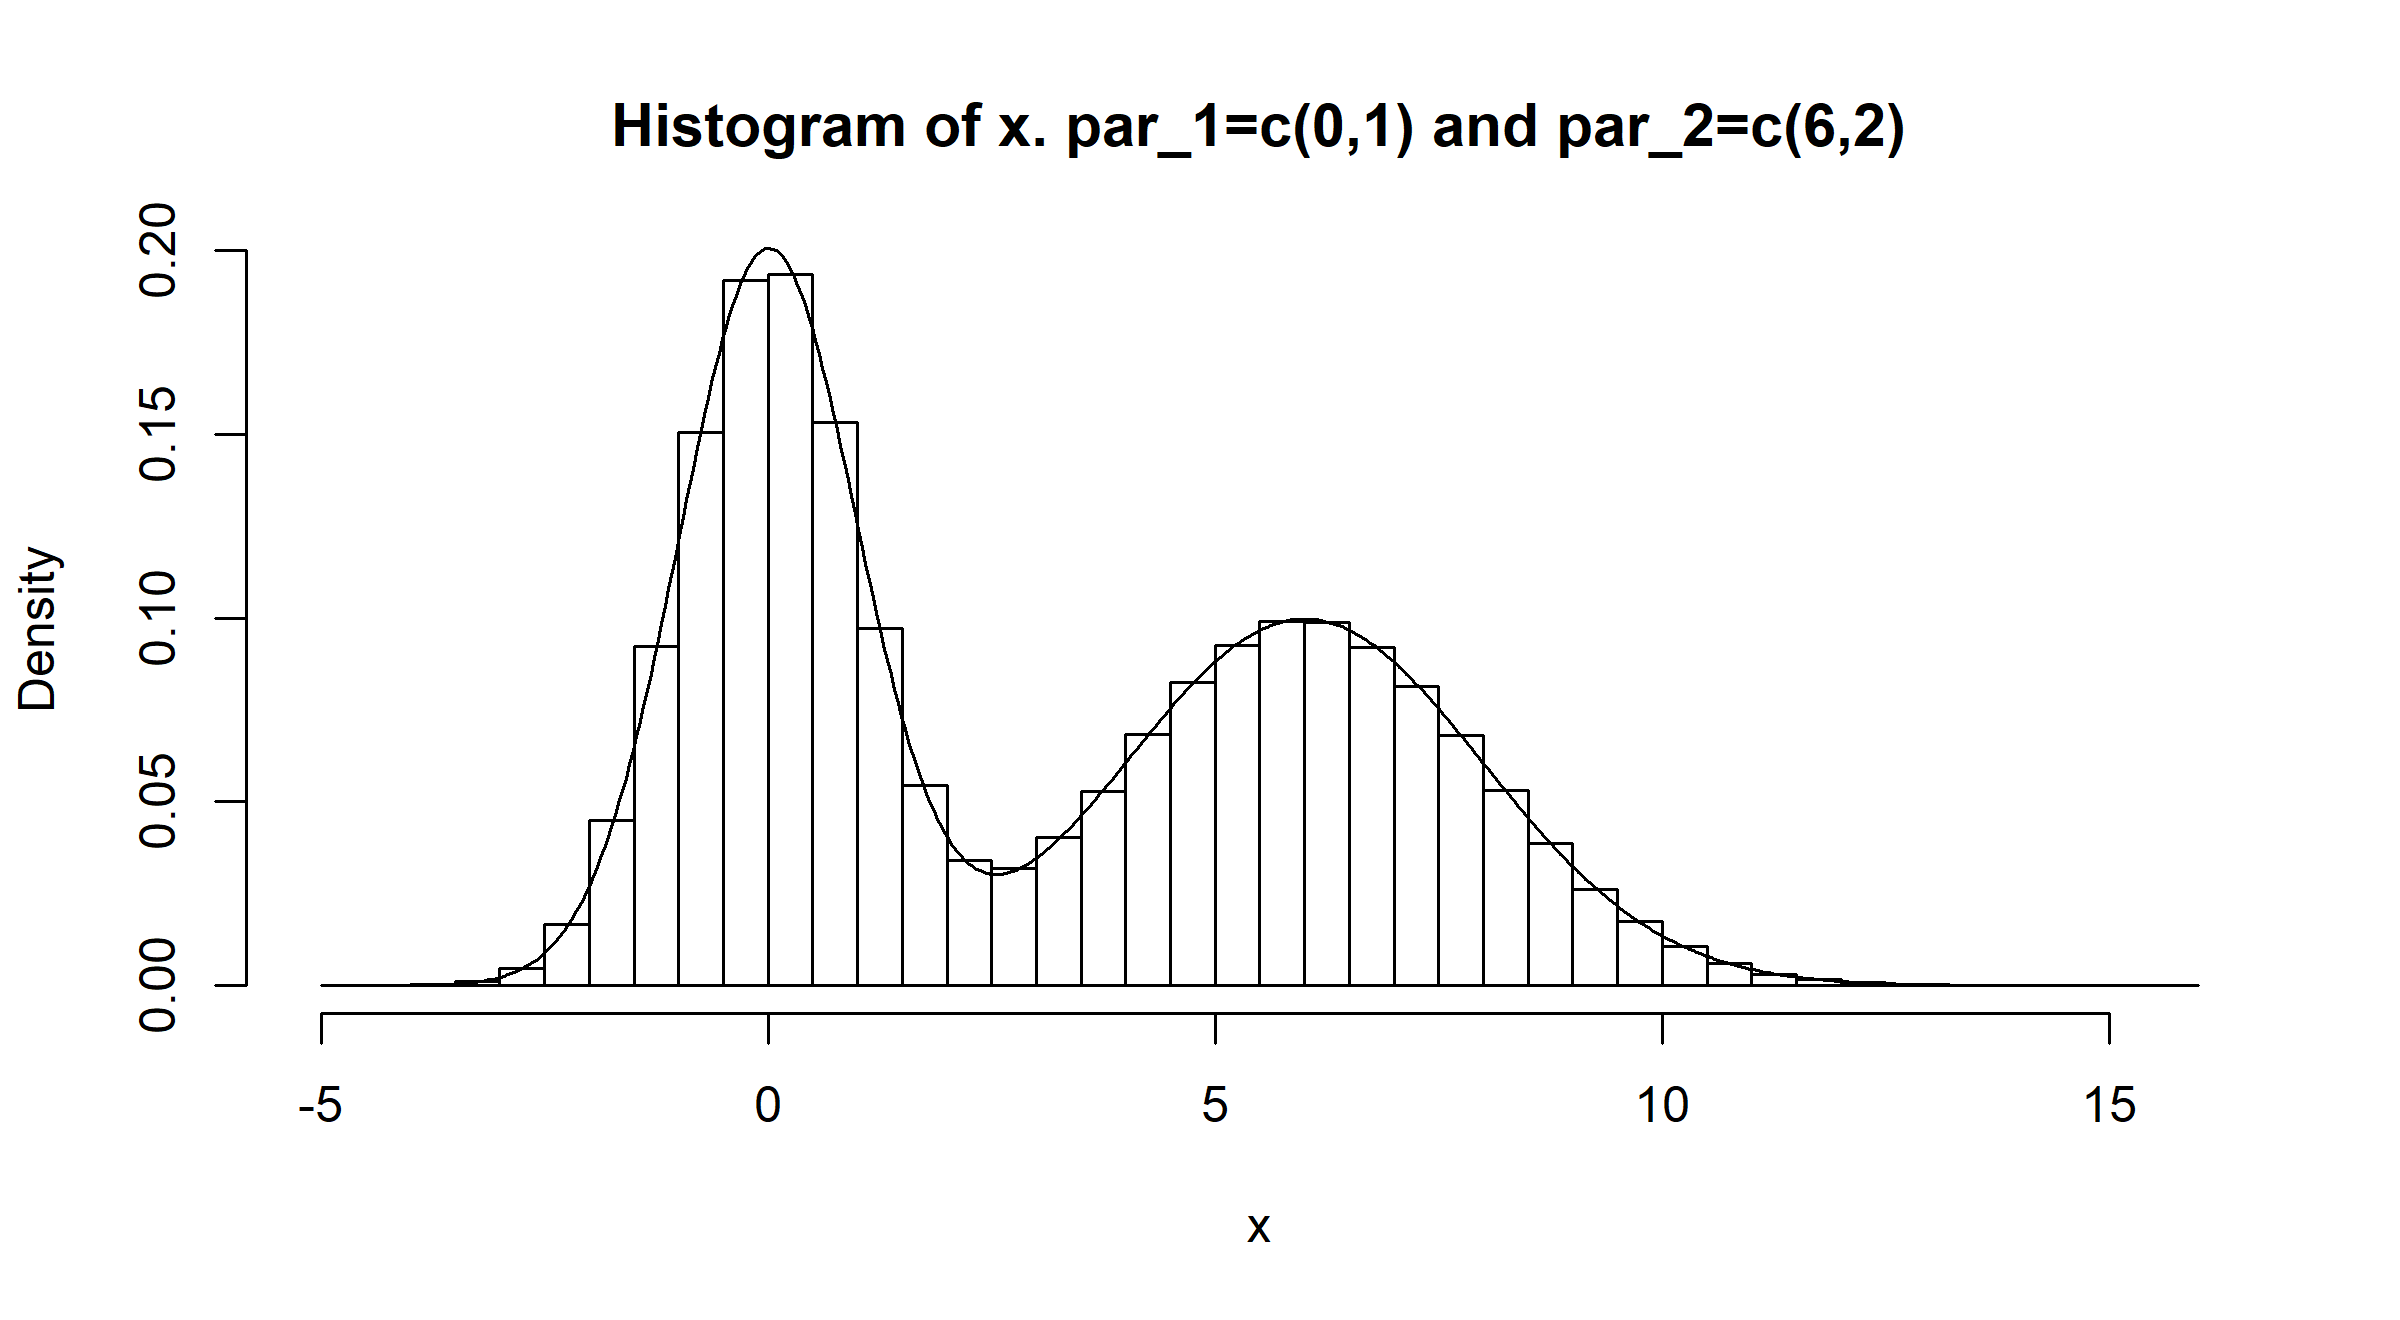 Histogram of x. par_1=c(0,1) and par_2=c(6,2)
Density
0.20
0.15
0.10
0.05
0.00
-5 0 5 10 15
x